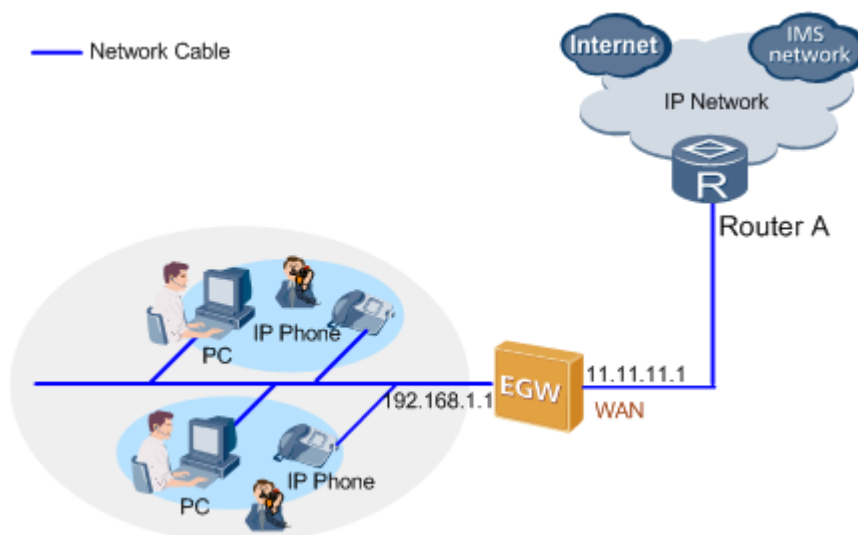 Network Cable
Internet
IMS
network
IP Network
R
Router A
IP Phone
PC
192.168.1.1
EGW
11.11.11.1
WAN
IP Phone
PC